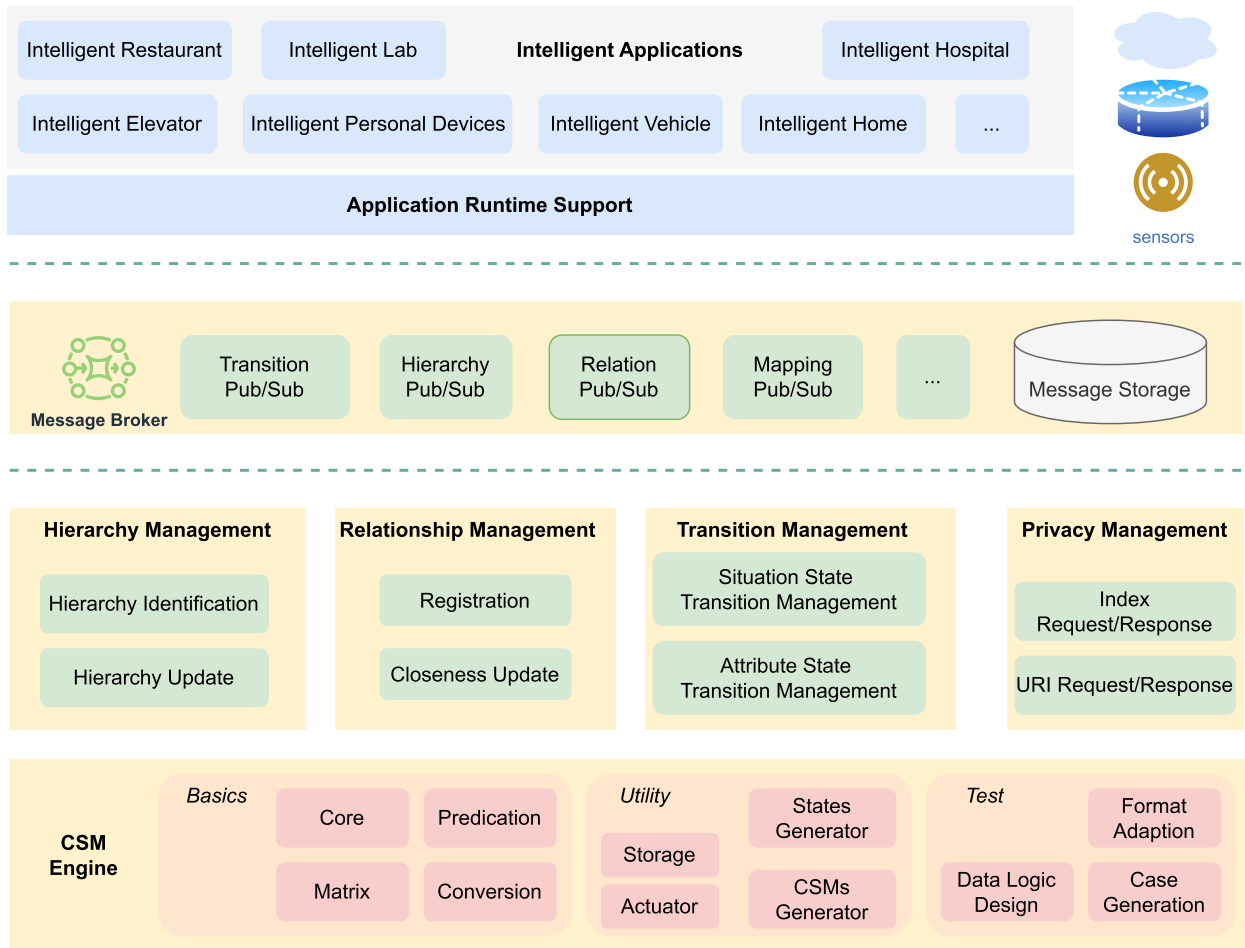 Intelligent Restaurant
Intelligent Lab
Intelligent Applications
Intelligent Hospital
Intelligent Elevator
Intelligent Personal Devices
Intelligent Vehicle
Intelligent Home
...
Application Runtime Support
sensors
Message Broker
Transition
Pub/Sub
Hierarchy
Pub/Sub
Relation
Pub/Sub
Mapping
Pub/Sub
...
Message Storage
Hierarchy Management
Hierarchy Identification
Hierarchy Update
Relationship Management
Registration
Closeness Update
Transition Management
Situation State
Transition Management
Attribute State
Transition Management
Privacy Management
Index
Request/Response
URI Request/Response
CSM
Engine
Basics
Core
Predication
Matrix
Conversion
Utility
States
Generator
Storage
Actuator
CSMs
Generator
Test
Format
Adaption
Data Logic
Design
Case
Generation